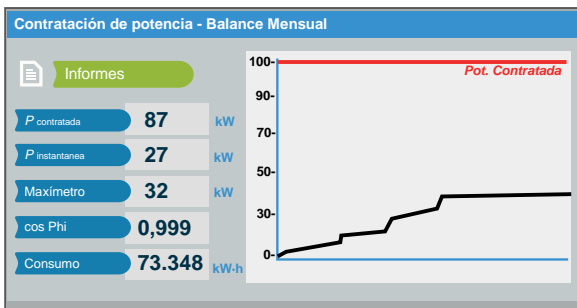 Contratación de potencia - Balance Mensual
Informes
P contratada 87 kW
P instantanea 27 kW
Maxímetro 32 kW
cos Phi 0,999
Consumo 73.348 kW·h
100-
Pot. Contratada
90-
70-
50-
30-
0-